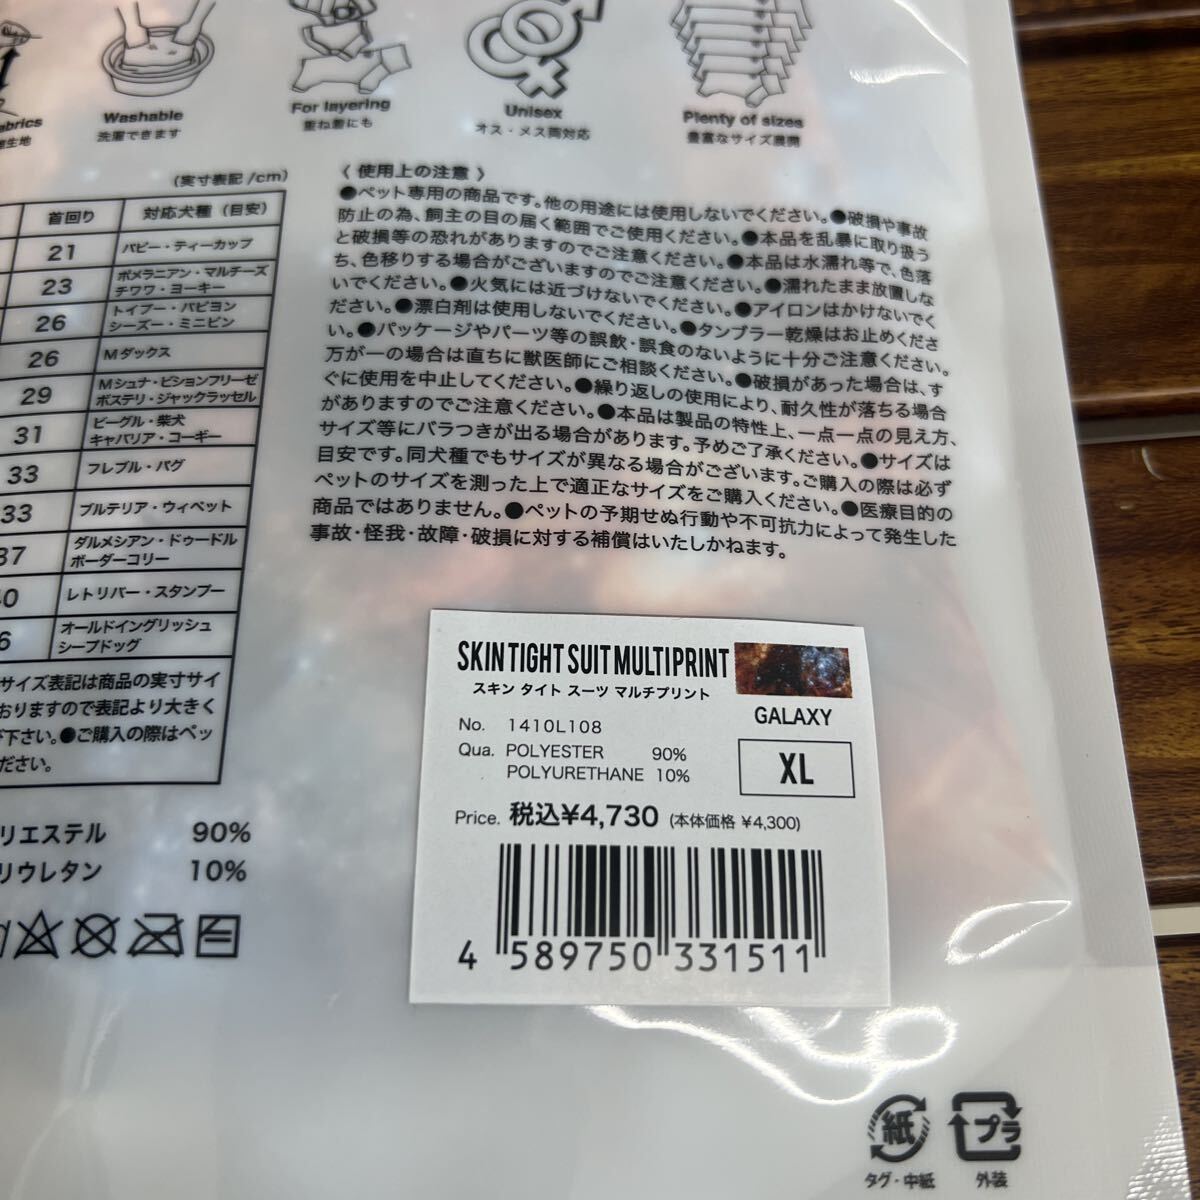 abrics
Washable
洗濯できます
For layering
重ね着にも
Unisex
オス・メス両対応
Plenty of sizes
豊富なサイズ展開
(実寸表記/cm)
首回り 対応犬種(目安)
21 パピー・ティーカップ
23 ポメラニアン・マルチーズ
チワワ・ヨーキー
26 トイプー・パピヨン
シーズー・ミニピン
26 Mダックス
29 Mシュナ・ビションフリーゼ
ボステリ・ジャックラッセル
31 ビーグル・柴犬
キャバリア・コーギー
33 フレブル・パグ
33 ブルテリア・ウィペット
37 ダルメシアン・ドゥードル
ボーダーコリー
40 レトリバー・スタンプー
6 オールドイングリッシュ
シープドッグ
サイズ表記は商品の実寸サイ
おりますので表記より大きく
下さい。●ご購入の際はペッ
ださい。
リエステル 90%
リウレタン 10%
〈 使用上の注意 〉
●ペット専用の商品です。他の用途には使用しないでください。●破損や事故
防止の為、飼主の目の届く範囲でご使用ください。●本品を乱暴に取り扱う
と破損等の恐れがありますのでご注意ください。●本品は水濡れ等で、色落
ち、色移りする場合がございますのでご注意ください。●濡れたまま放置しな
いでください。●火気には近づけないでください。●アイロンはかけないでく
ださい。●漂白剤は使用しないでください。●タンブラー乾燥はお止めくださ
い。●パッケージやパーツ等の誤飲・誤食のないように十分ご注意ください。
万が一の場合は直ちに獣医師にご相談ください。●破損があった場合は、す
ぐに使用を中止してください。●繰り返しの使用により、耐久性が落ちる場合
がありますのでご注意ください。●本品は製品の特性上、一点一点の見え方、
サイズ等にバラつきが出る場合があります。予めご了承ください。●サイズは
目安です。同犬種でもサイズが異なる場合がございます。ご購入の際は必ず
ペットのサイズを測った上で適正なサイズをご購入ください。●医療目的の
商品ではありません。●ペットの予期せぬ行動や不可抗力によって発生した
事故・怪我・故障・破損に対する補償はいたしかねます。
SKIN TIGHT SUIT MULTI PRINT
スキン タイト スーツ マルチプリント
GALAXY
No. 1410L108
Qua. POLYESTER 90%
POLYURETHANE 10%
XL
Price. 税込¥4,730 (本体価格 ¥4,300)
4 589750 331511
紙
タグ・中紙
プラ
外装